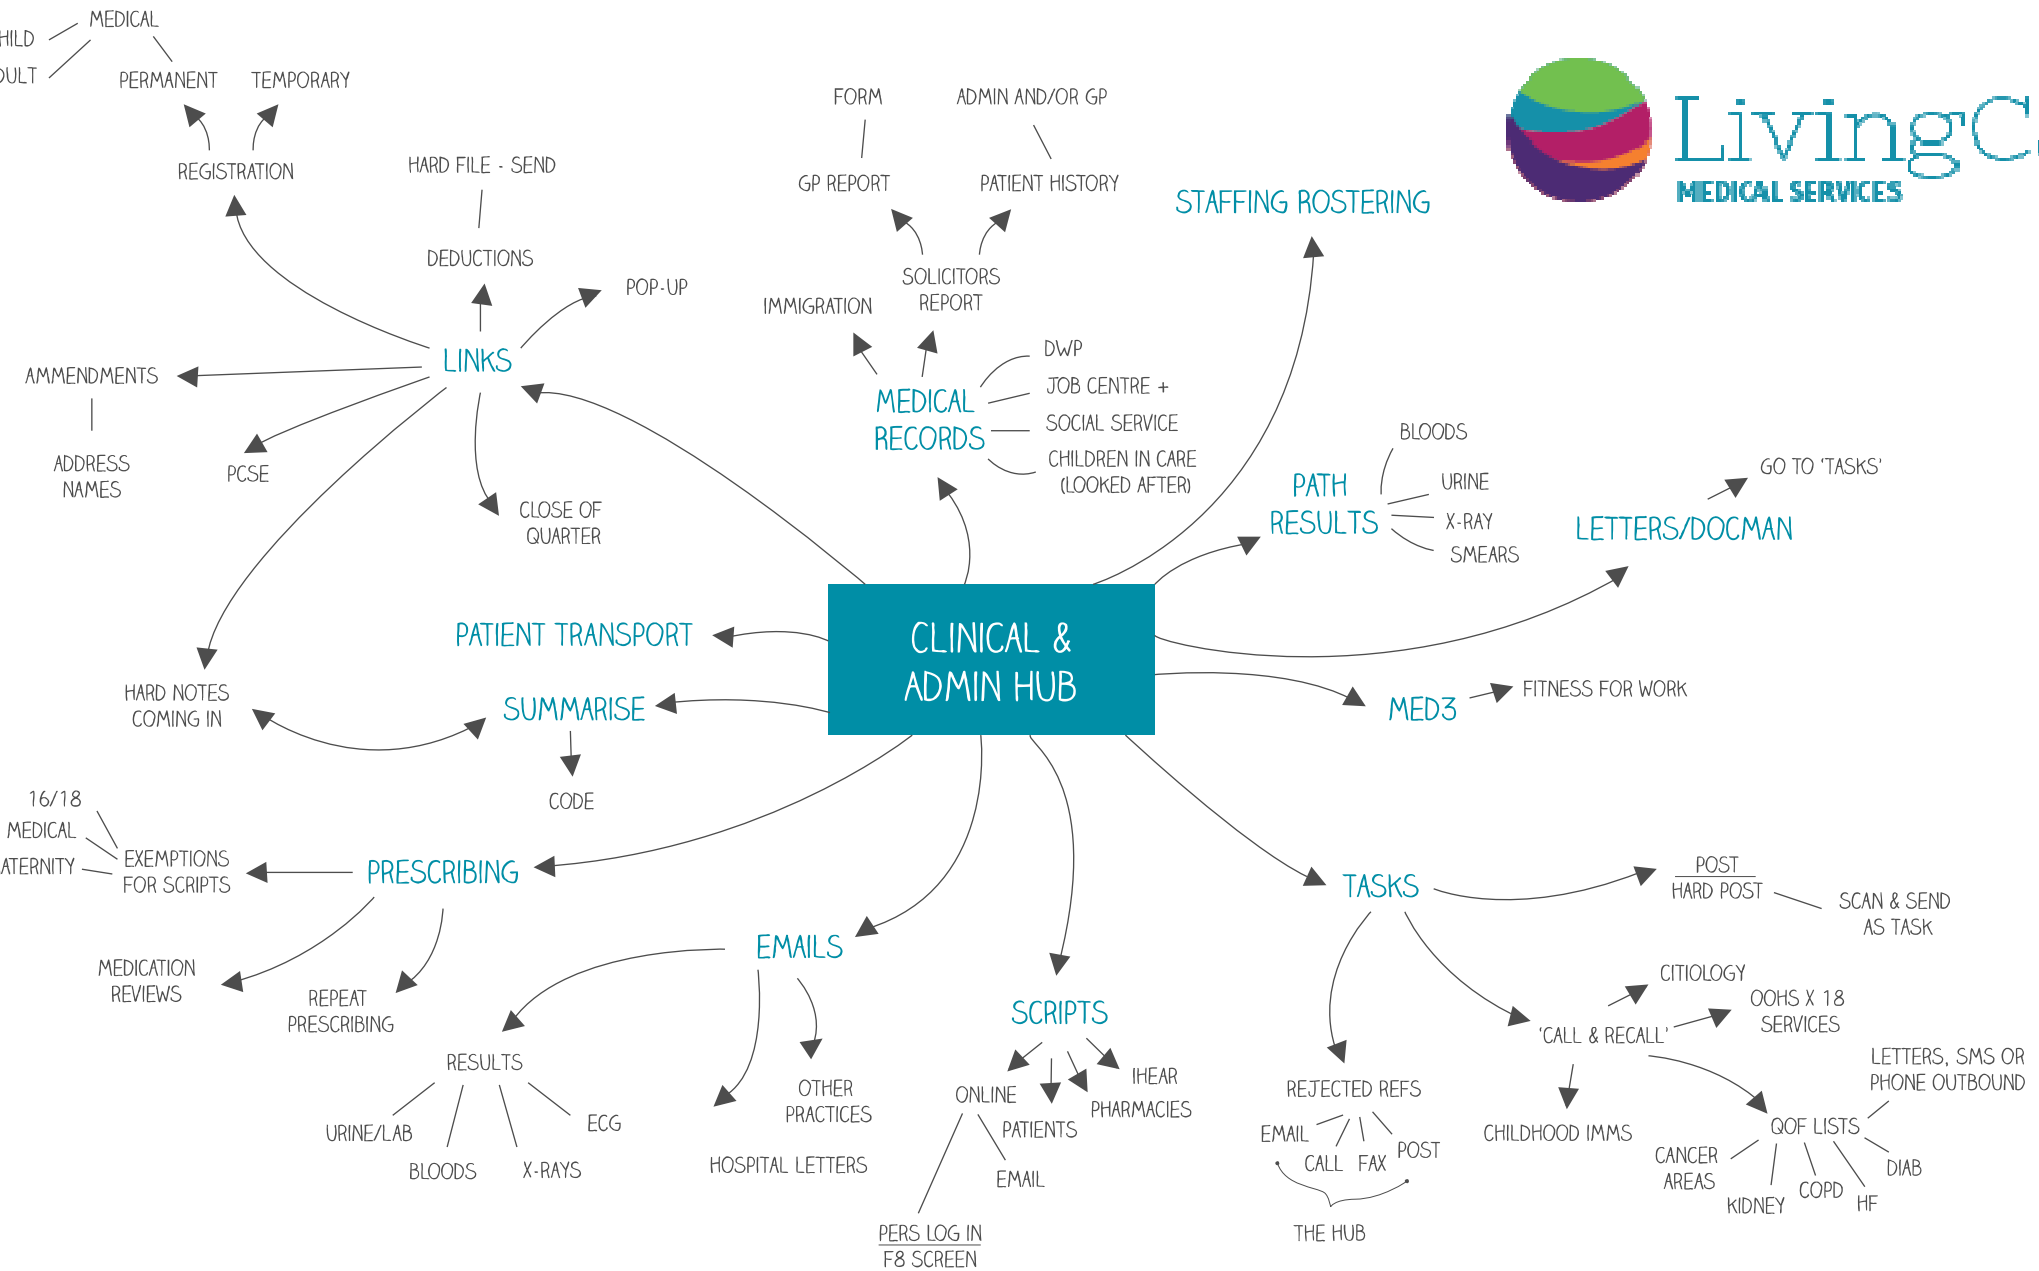 MEDICAL
PERMANENT
TEMPORARY
REGISTRATION
HARD FILE - SEND
DEDUCTIONS
POP-UP
LINKS
AMMENDMENTS
ADDRESS
NAMES
PCSE
CLOSE OF
QUARTER
HARD NOTES
COMING IN
FORM
ADMIN AND/OR GP
GP REPORT
PATIENT HISTORY
SOLICITORS
REPORT
IMMIGRATION
MEDICAL
RECORDS
DWP
JOB CENTRE +
SOCIAL SERVICE
CHILDREN IN CARE
(LOOKED AFTER)
STAFFING ROSTERING
LivingC
MEDICAL SERVICES
PATH
RESULTS
BLOODS
URINE
X-RAY
SMEARS
GO TO 'TASKS'
LETTERS/DOCMAN
PATIENT TRANSPORT
SUMMARISE
CODE
CLINICAL &
ADMIN HUB
MED3
FITNESS FOR WORK
16/18
MEDICAL
ATERNITY
EXEMPTIONS
FOR SCRIPTS
PRESCRIBING
MEDICATION
REVIEWS
REPEAT
PRESCRIBING
EMAILS
RESULTS
URINE/LAB
BLOODS
X-RAYS
ECG
OTHER
PRACTICES
HOSPITAL LETTERS
SCRIPTS
ONLINE
PATIENTS
PHARMACIES
IHEAR
EMAIL
PERS LOG IN
F8 SCREEN
TASKS
POST
HARD POST
SCAN & SEND
AS TASK
REJECTED REFS
EMAIL
CALL
FAX
POST
THE HUB
'CALL & RECALL'
CITIOLOGY
OOHS X 18
SERVICES
CHILDHOOD IMMS
LETTERS, SMS OR
PHONE OUTBOUND
QOF LISTS
CANCER
AREAS
KIDNEY
COPD
HF
DIAB